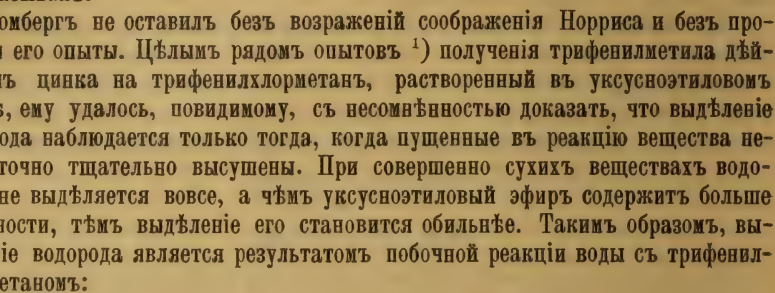 омбергъ не оставилъ безъ возраженій соображенія Норриса и безъ про-
его опыты. Цѣлымъ рядомъ опытовъ ¹) полученія трифенилметила дѣй-
ъ цинка на трифенилхлорметанъ, растворенный въ уксусноэтиловомъ
, ему удалось, повидимому, съ несомнѣнностью доказать, что выдѣленіе
ода наблюдается только тогда, когда пущенные въ реакцію вещества не-
точно тщательно высушены. При совершенно сухихъ веществахъ водо-
не выдѣляется вовсе, а чѣмъ уксусноэтиловый эфиръ содержитъ больше
ности, тѣмъ выдѣленіе его становится обильнѣе. Такимъ образомъ, вы-
іе водорода является результатомъ побочной реакціи воды съ трифенил-
етаномъ: